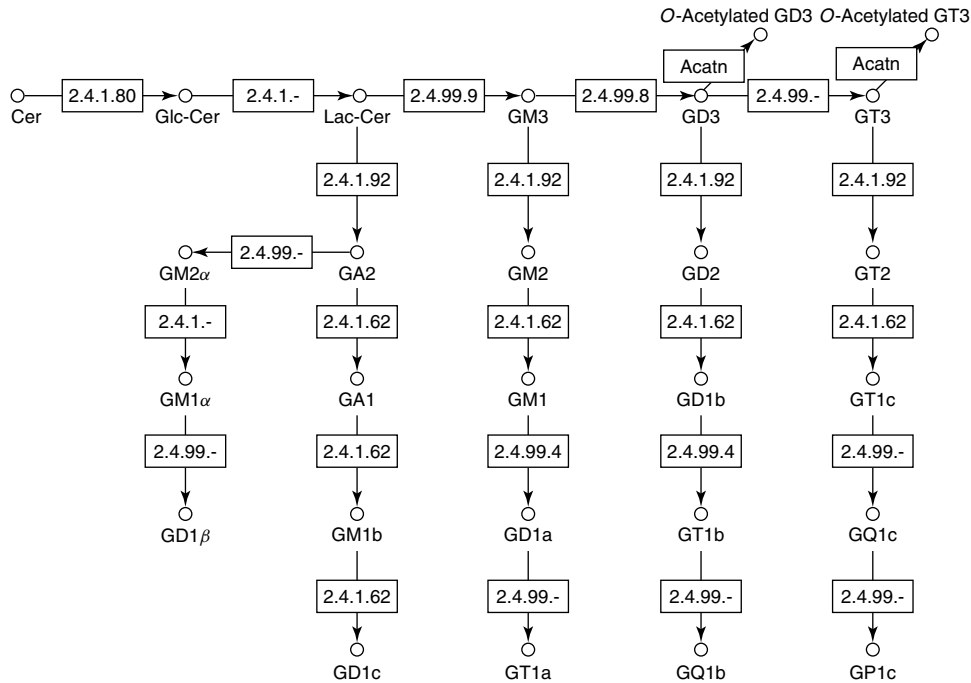 O-Acetylated GD3 O-Acetylated GT3
Acatn Acatn
2.4.1.80 2.4.1.- 2.4.99.9 2.4.99.8 2.4.99.-
Cer Glc-Cer Lac-Cer GM3 GD3 GT3
2.4.1.92 2.4.1.92 2.4.1.92 2.4.1.92
2.4.99.-
GM2α GA2 GM2 GD2 GT2
2.4.1.- 2.4.1.62 2.4.1.62 2.4.1.62 2.4.1.62
GM1α GA1 GM1 GD1b GT1c
2.4.99.- 2.4.1.62 2.4.99.4 2.4.99.4 2.4.99.-
GD1β GM1b GD1a GT1b GQ1c
2.4.1.62 2.4.99.- 2.4.99.- 2.4.99.-
GD1c GT1a GQ1b GP1c